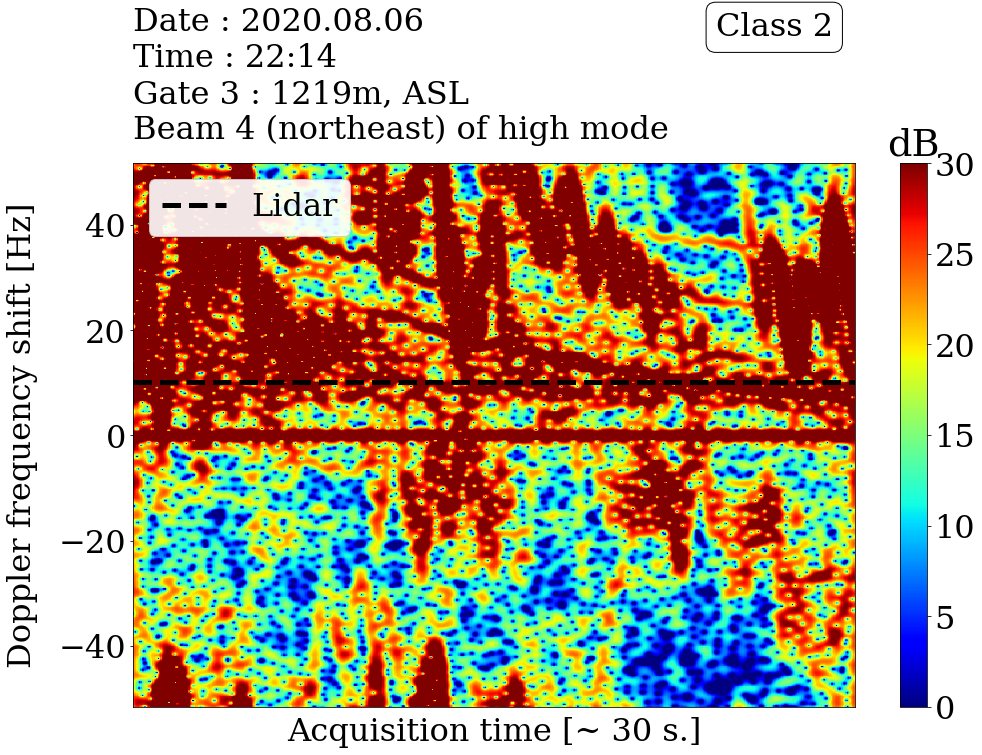 Date : 2020.08.06
Time : 22:14
Gate 3 : 1219m, ASL
Beam 4 (northeast) of high mode
Class 2
dB
Lidar
Doppler frequency shift [Hz]
40
20
0
−20
−40
30
25
20
15
10
5
0
Acquisition time [~ 30 s.]